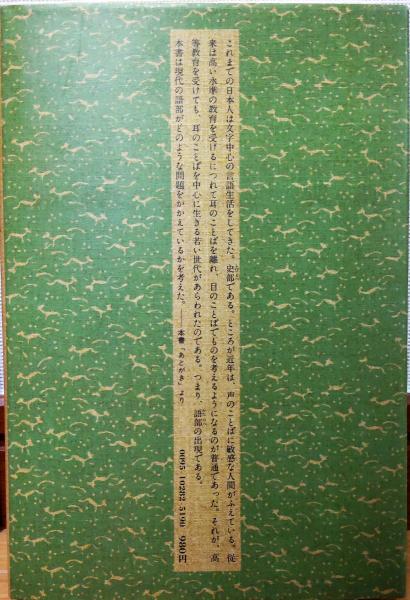 これまでの日本人は文字中心の言語生活をしてきた。史部である。ところが近年は、声のことばに敏感な人間がふえている。従
来は高い水準の教育を受けるにつれて耳のことばを離れ、目のことばでものを考えるようになるのが普通であった。それが、高
等教育を受けても、耳のことばを中心に生きる若い世代があらわれたのである。つまり、語部の出現である。
本書は現代の語部がどのような問題をかかえているかを考えた。——本書「あとがき」より
0095 10282 5190 980円